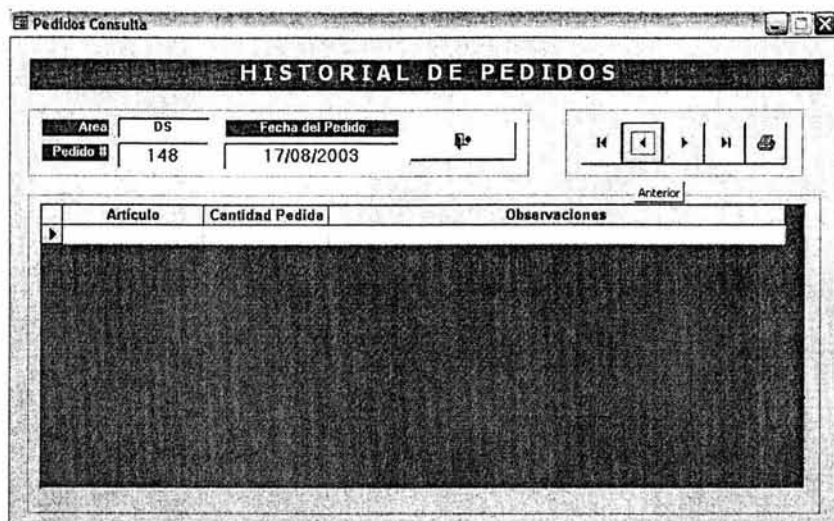 Pedidos Consulta
HISTORIAL DE PEDIDOS
Area DS Fecha del Pedido
Pedido # 148 17/08/2003
Anterior
Artículo Cantidad Pedida Observaciones